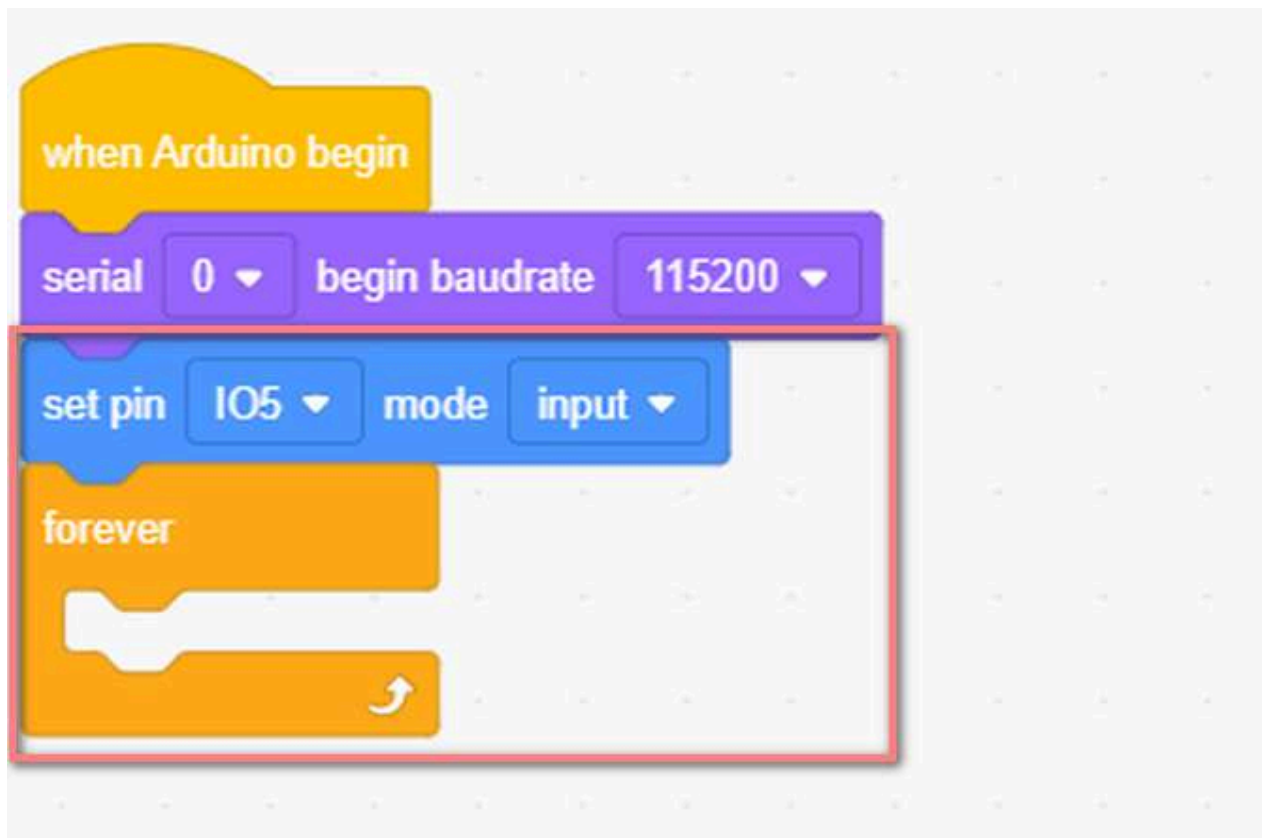 when Arduino begin
serial 0 begin baudrate 115200
set pin IO5 mode input
forever